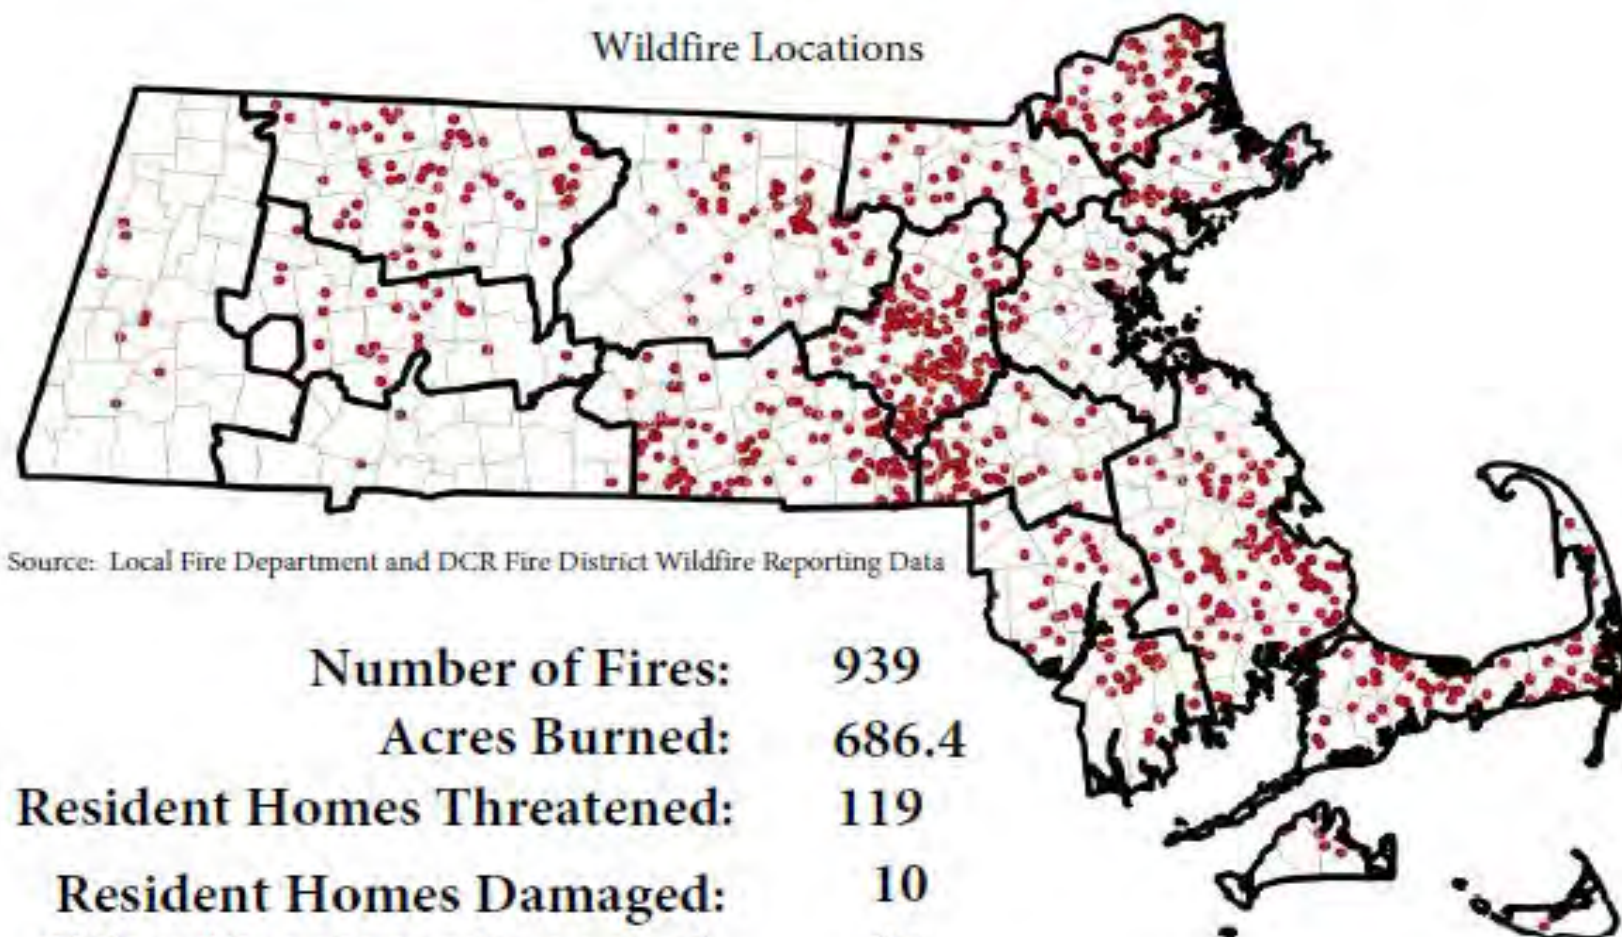 Wildfire Locations
Source: Local Fire Department and DCR Fire District Wildfire Reporting Data
Number of Fires: 939
Acres Burned: 686.4
Resident Homes Threatened: 119
Resident Homes Damaged: 10